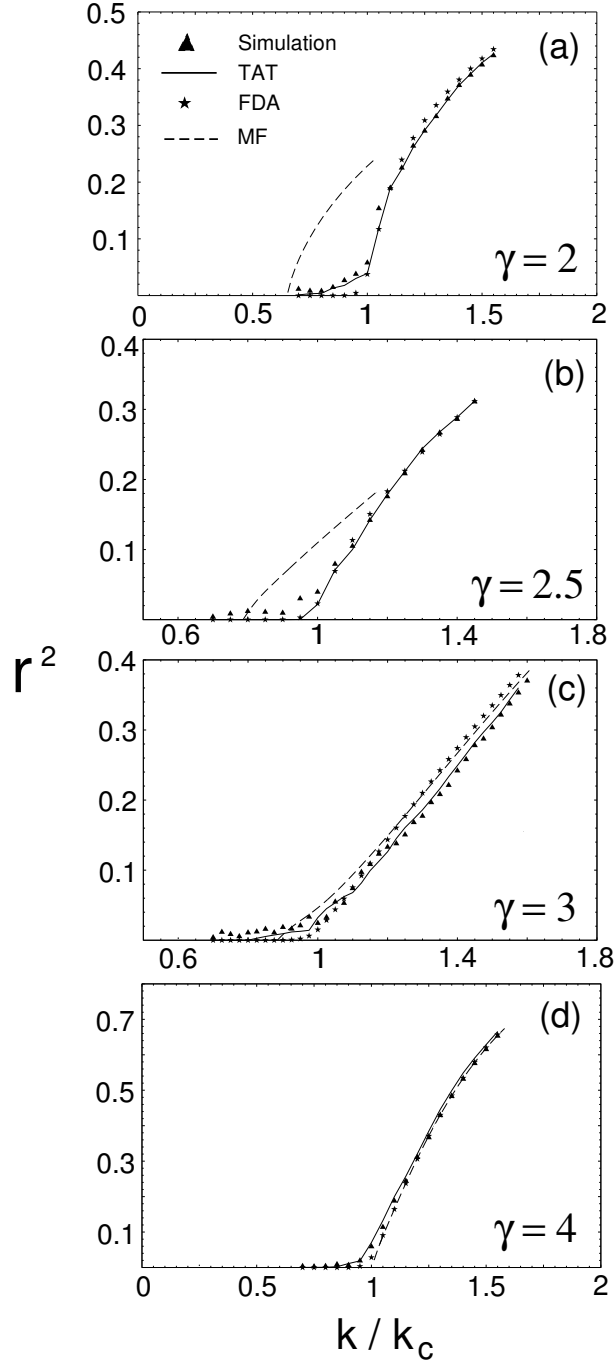 0.5
(a)
Simulation
TAT
FDA
MF
0.4
0.3
0.2
0.1
γ = 2
0 0.5 1 1.5 2
0.4
(b)
0.3
0.2
0.1
γ = 2.5
0.6 1 1.4 1.8
r²
0.4
(c)
0.3
0.2
0.1
γ = 3
0.6 1 1.4 1.8
(d)
0.7
0.5
0.3
0.1
γ = 4
0 0.5 1 1.5 2
k / k_c